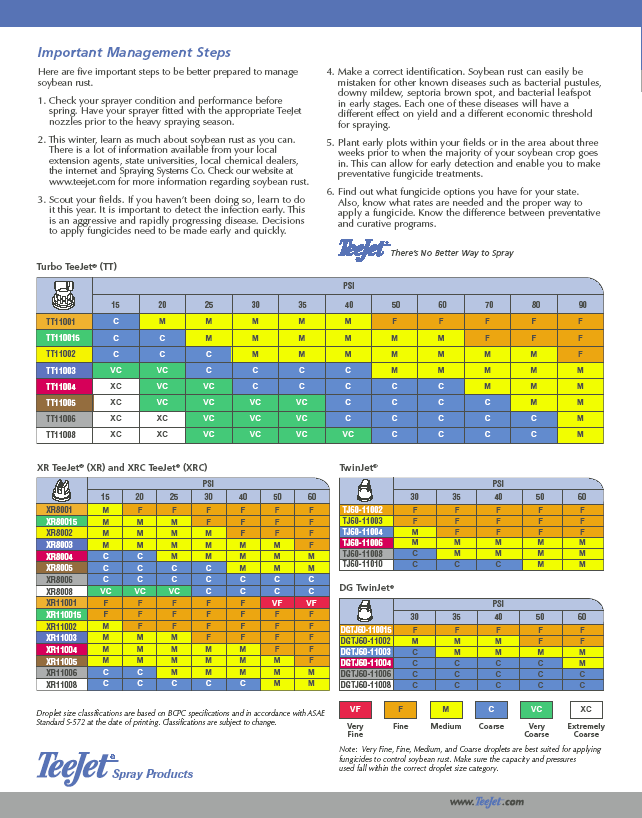 Important Management Steps
Here are five important steps to be better prepared to manage
soybean rust.
1. Check your sprayer condition and performance before
spring. Have your sprayer fitted with the appropriate TeeJet
nozzles prior to the heavy spraying season.
2. This winter, learn as much about soybean rust as you can.
There is a lot of information available from your local
extension agents, state universities, local chemical dealers,
the internet and Spraying Systems Co. Check our website at
www.teejet.com for more information regarding soybean rust.
3. Scout your fields. If you haven't been doing so, learn to do
it this year. It is important to detect the infection early. This
is an aggressive and rapidly progressing disease. Decisions
to apply fungicides need to be made early and quickly.
4. Make a correct identification. Soybean rust can easily be
mistaken for other known diseases such as bacterial pustules,
downy mildew, septoria brown spot, and bacterial leafspot
in early stages. Each one of these diseases will have a
different effect on yield and a different economic threshold
for spraying.
5. Plant early plots within your fields or in the area about three
weeks prior to when the majority of your soybean crop goes
in. This can allow for early detection and enable you to make
preventative fungicide treatments.
6. Find out what fungicide options you have for your state.
Also, know what rates are needed and the proper way to
apply a fungicide. Know the difference between preventative
and curative programs.
TeeJet® There's No Better Way to Spray
Turbo TeeJet® (TT)
PSI
15 20 25 30 35 40 50 60 70 80 90
TT11001 C M M M M M F F F F F
TT110015 C C M M M M M M F F F
TT11002 C C C M M M M M M M F
TT11003 VC VC C C C C M M M M M
TT11004 XC VC VC C C C C C M M M
TT11005 XC VC VC VC VC C C C C M M
TT11006 XC XC VC VC VC C C C C C M
TT11008 XC XC VC VC VC VC C C C C M
XR TeeJet® (XR) and XRC TeeJet® (XRC)
PSI
15 20 25 30 40 50 60
XR8001 M F F F F F F
XR80015 M M M F F F F
XR8002 M M M M F F F
XR8003 M M M M M M F
XR8004 C C M M M M M
XR8005 C C C C M M M
XR8006 C C C C C C C
XR8008 VC VC VC C C C C
XR11001 F F F F F VF VF
XR110015 F F F F F F F
XR11002 M F F F F F F
XR11003 M M M F F F F
XR11004 M M M M M F F
XR11005 M M M M M M F
XR11006 C C M M M M M
XR11008 C C C C C M M
TwinJet®
PSI
30 35 40 50 60
TJ60-11002 F F F F F
TJ60-11003 F F F F F
TJ60-11004 M F F F F
TJ60-11006 M M M M M
TJ60-11008 C M M M M
TJ60-11010 C C C M M
DG TwinJet®
PSI
30 35 40 50 60
DGTJ60-110015 F F F F F
DGTJ60-11002 M M M F F
DGTJ60-11003 C M M M M
DGTJ60-11004 C C C C M
DGTJ60-11006 C C C C C
DGTJ60-11008 C C C C C
VF F M C VC XC
Very Fine Fine Medium Coarse Very Coarse Extremely Coarse
Droplet size classifications are based on BCPC specifications and in accordance with ASAE
Standard S-572 at the date of printing. Classifications are subject to change.
Note: Very Fine, Fine, Medium, and Coarse droplets are best suited for applying
fungicides to control soybean rust. Make sure the capacity and pressures
used fall within the correct droplet size category.
TeeJet® Spray Products
www.TeeJet.com